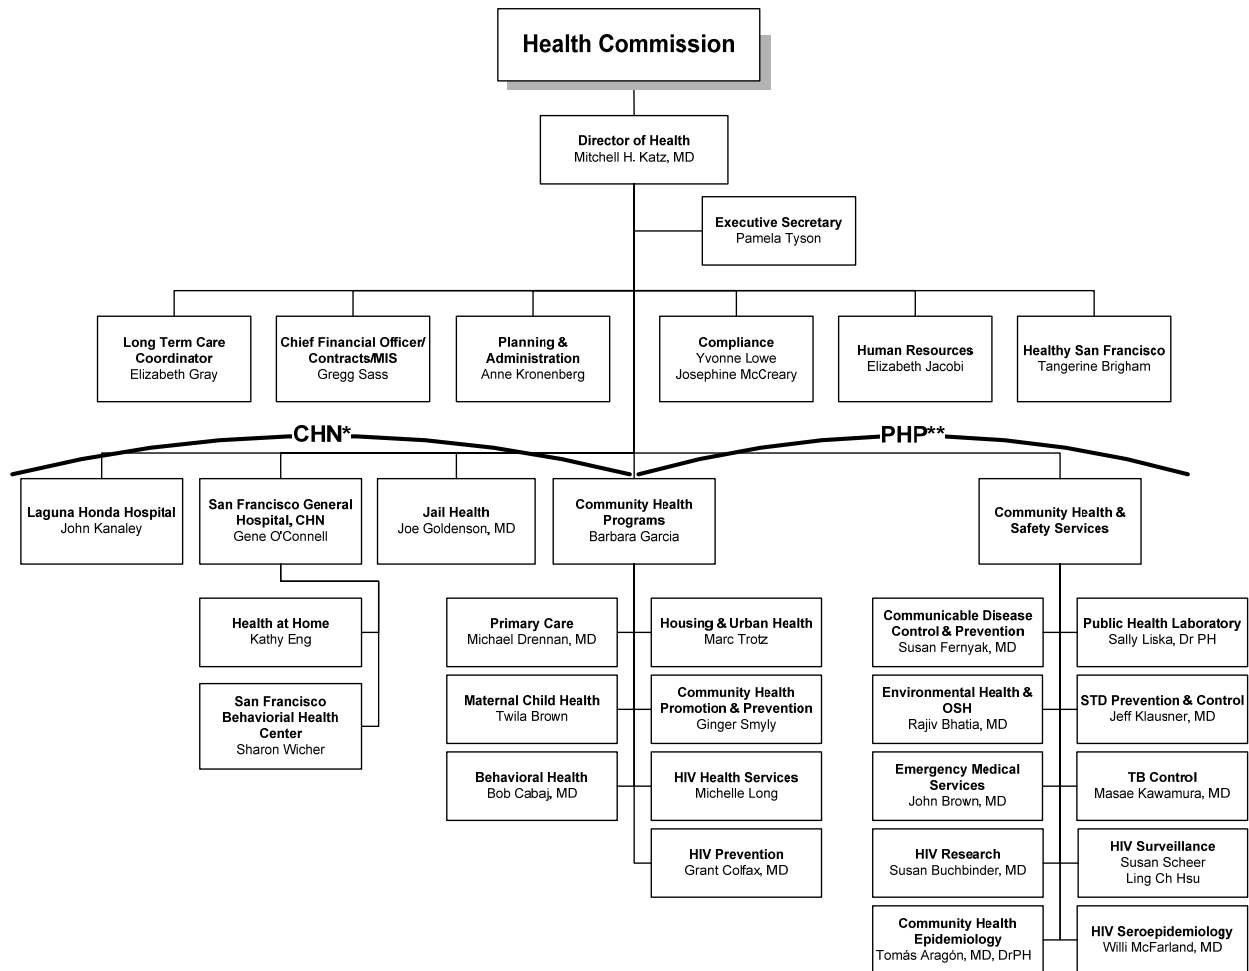 Health Commission
Director of Health
Mitchell H. Katz, MD
Executive Secretary
Pamela Tyson
Long Term Care
Coordinator
Elizabeth Gray
Chief Financial Officer/
Contracts/MIS
Gregg Sass
Planning &
Administration
Anne Kronenberg
Compliance
Yvonne Lowe
Josephine McCreary
Human Resources
Elizabeth Jacobi
Healthy San Francisco
Tangerine Brigham
CHN*
PHP**
Laguna Honda Hospital
John Kanaley
San Francisco General
Hospital, CHN
Gene O'Connell
Jail Health
Joe Goldenson, MD
Community Health
Programs
Barbara Garcia
Community Health &
Safety Services
Health at Home
Kathy Eng
San Francisco
Behaviorial Health
Center
Sharon Wicher
Primary Care
Michael Drennan, MD
Housing & Urban Health
Marc Trotz
Maternal Child Health
Twila Brown
Community Health
Promotion & Prevention
Ginger Smyly
Behavioral Health
Bob Cabaj, MD
HIV Health Services
Michelle Long
HIV Prevention
Grant Colfax, MD
Communicable Disease
Control & Prevention
Susan Fernyak, MD
Public Health Laboratory
Sally Liska, Dr PH
Environmental Health &
OSH
Rajiv Bhatia, MD
STD Prevention & Control
Jeff Klausner, MD
Emergency Medical
Services
John Brown, MD
TB Control
Masae Kawamura, MD
HIV Research
Susan Buchbinder, MD
HIV Surveillance
Susan Scheer
Ling Ch Hsu
Community Health
Epidemiology
Tomás Aragón, MD, DrPH
HIV Seroepidemiology
Willi McFarland, MD